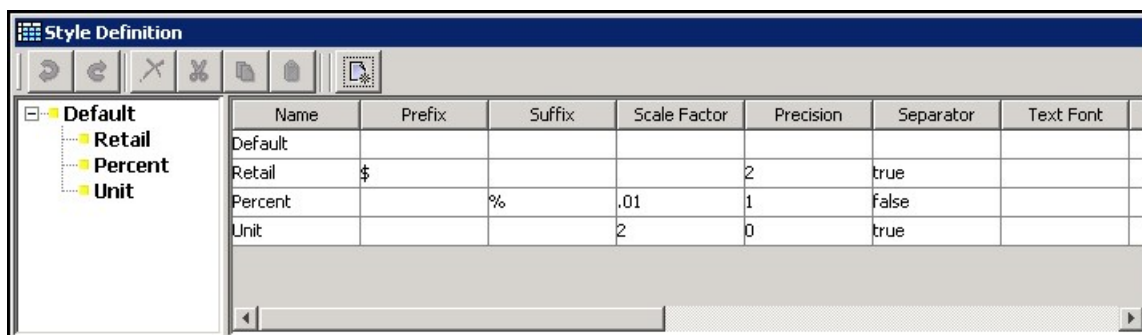 Style Definition
Default
Retail
Percent
Unit
Name Prefix Suffix Scale Factor Precision Separator Text Font
Default
Retail $ 2 true
Percent % .01 1 false
Unit 2 0 true